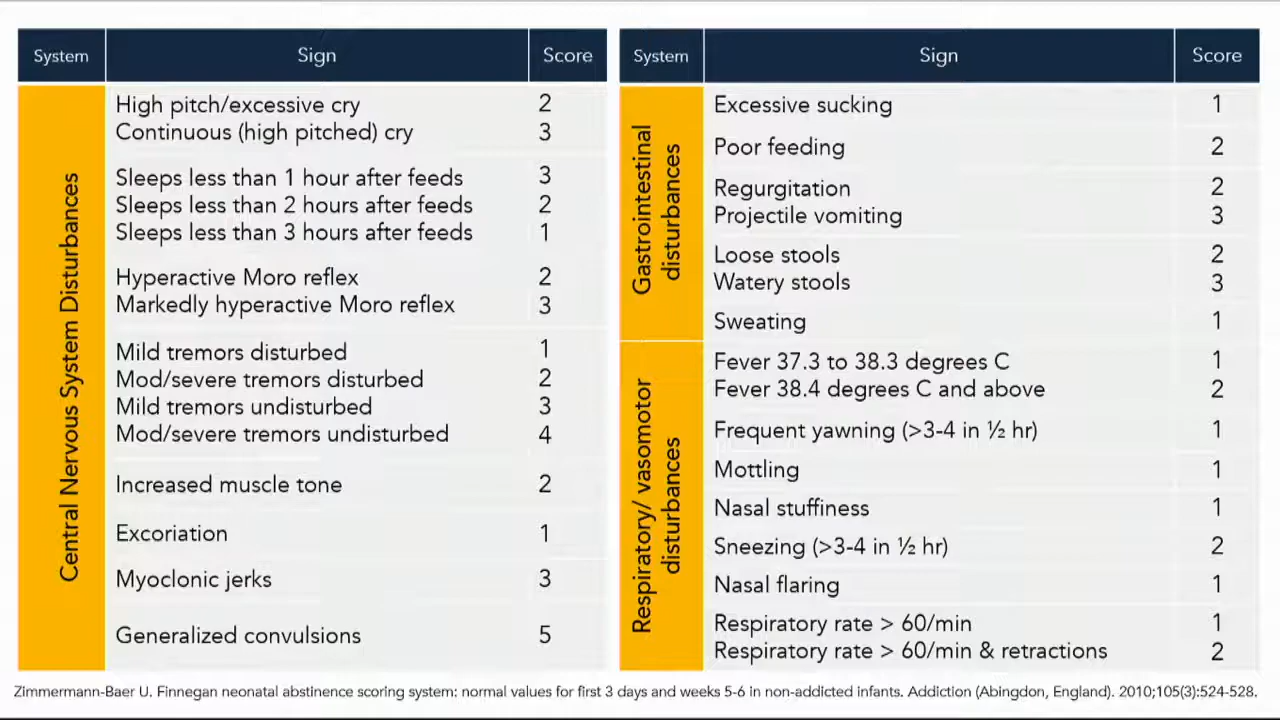 System Sign Score
Central Nervous System Disturbances
High pitch/excessive cry 2
Continuous (high pitched) cry 3
Sleeps less than 1 hour after feeds 3
Sleeps less than 2 hours after feeds 2
Sleeps less than 3 hours after feeds 1
Hyperactive Moro reflex 2
Markedly hyperactive Moro reflex 3
Mild tremors disturbed 1
Mod/severe tremors disturbed 2
Mild tremors undisturbed 3
Mod/severe tremors undisturbed 4
Increased muscle tone 2
Excoriation 1
Myoclonic jerks 3
Generalized convulsions 5
System Sign Score
Gastrointestinal
disturbances
Excessive sucking 1
Poor feeding 2
Regurgitation 2
Projectile vomiting 3
Loose stools 2
Watery stools 3
Sweating 1
Respiratory/ vasomotor
disturbances
Fever 37.3 to 38.3 degrees C 1
Fever 38.4 degrees C and above 2
Frequent yawning (>3-4 in ½ hr) 1
Mottling 1
Nasal stuffiness 1
Sneezing (>3-4 in ½ hr) 2
Nasal flaring 1
Respiratory rate > 60/min 1
Respiratory rate > 60/min & retractions 2
Zimmermann-Baer U. Finnegan neonatal abstinence scoring system: normal values for first 3 days and weeks 5-6 in non-addicted infants. Addiction (Abingdon, England). 2010;105(3):524-528.